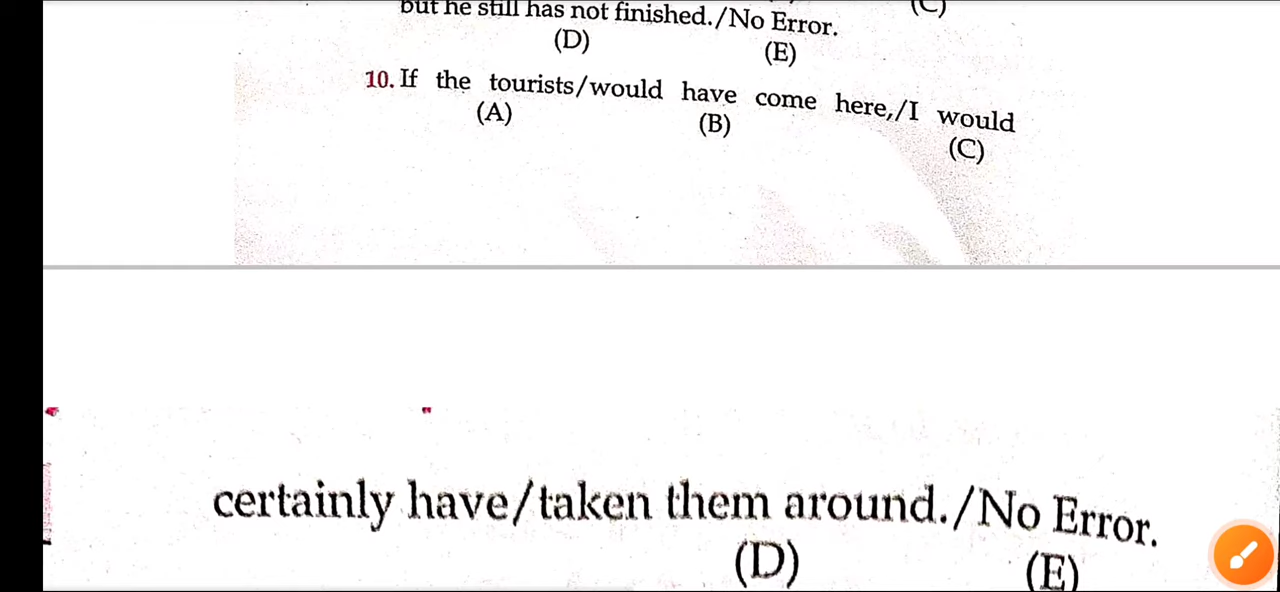 but he still has not finished./No Error.
(C)
(D) (E)
10. If the tourists/would have come here,/I would
(A) (B) (C)
certainly have/taken them around./No Error.
(D) (E)